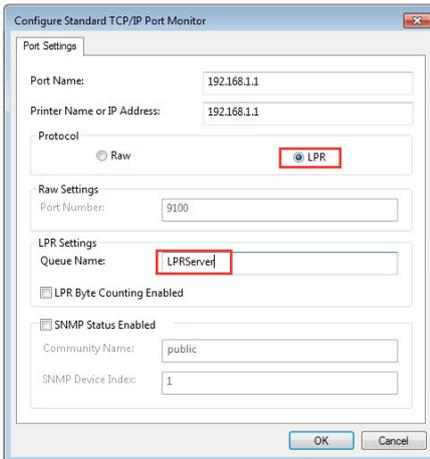 Configure Standard TCP/IP Port Monitor
Port Settings
Port Name: 192.168.1.1
Printer Name or IP Address: 192.168.1.1
Protocol
Raw LPR
Raw Settings
Port Number: 9100
LPR Settings
Queue Name: LPRServer
LPR Byte Counting Enabled
SNMP Status Enabled
Community Name: public
SNMP Device Index: 1
OK Cancel